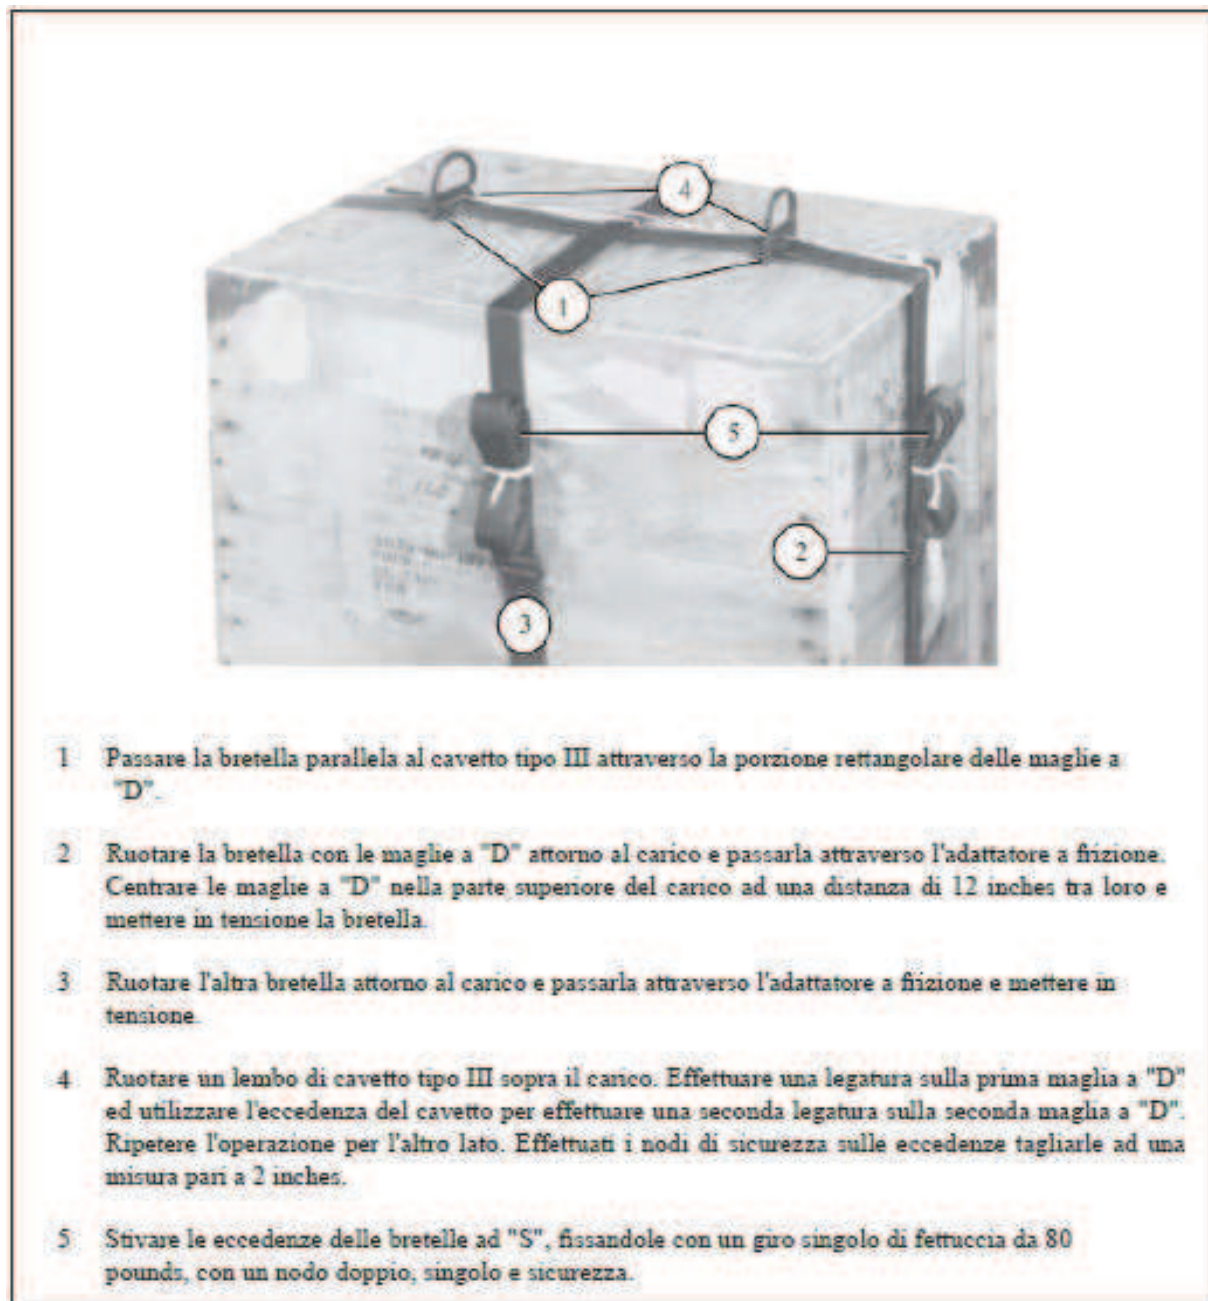 4
1
5
2
3
1 Passare la bretella parallela al cavetto tipo III attraverso la porzione rettangolare delle maglie a
"D".
2 Ruotare la bretella con le maglie a "D" attorno al carico e passarla attraverso l'adattatore a frizione.
Centrare le maglie a "D" nella parte superiore del carico ad una distanza di 12 inches tra loro e
mettere in tensione la bretella.
3 Ruotare l'altra bretella attorno al carico e passarla attraverso l'adattatore a frizione e mettere in
tensione.
4 Ruotare un lembo di cavetto tipo III sopra il carico. Effettuare una legatura sulla prima maglia a "D"
ed utilizzare l'eccedenza del cavetto per effettuare una seconda legatura sulla seconda maglia a "D".
Ripetere l'operazione per l'altro lato. Effettuati i nodi di sicurezza sulle eccedenze tagliarle ad una
misura pari a 2 inches.
5 Stivare le eccedenze delle bretelle ad "S", fissandole con un giro singolo di fettuccia da 80
pounds, con un nodo doppio, singolo e sicurezza.